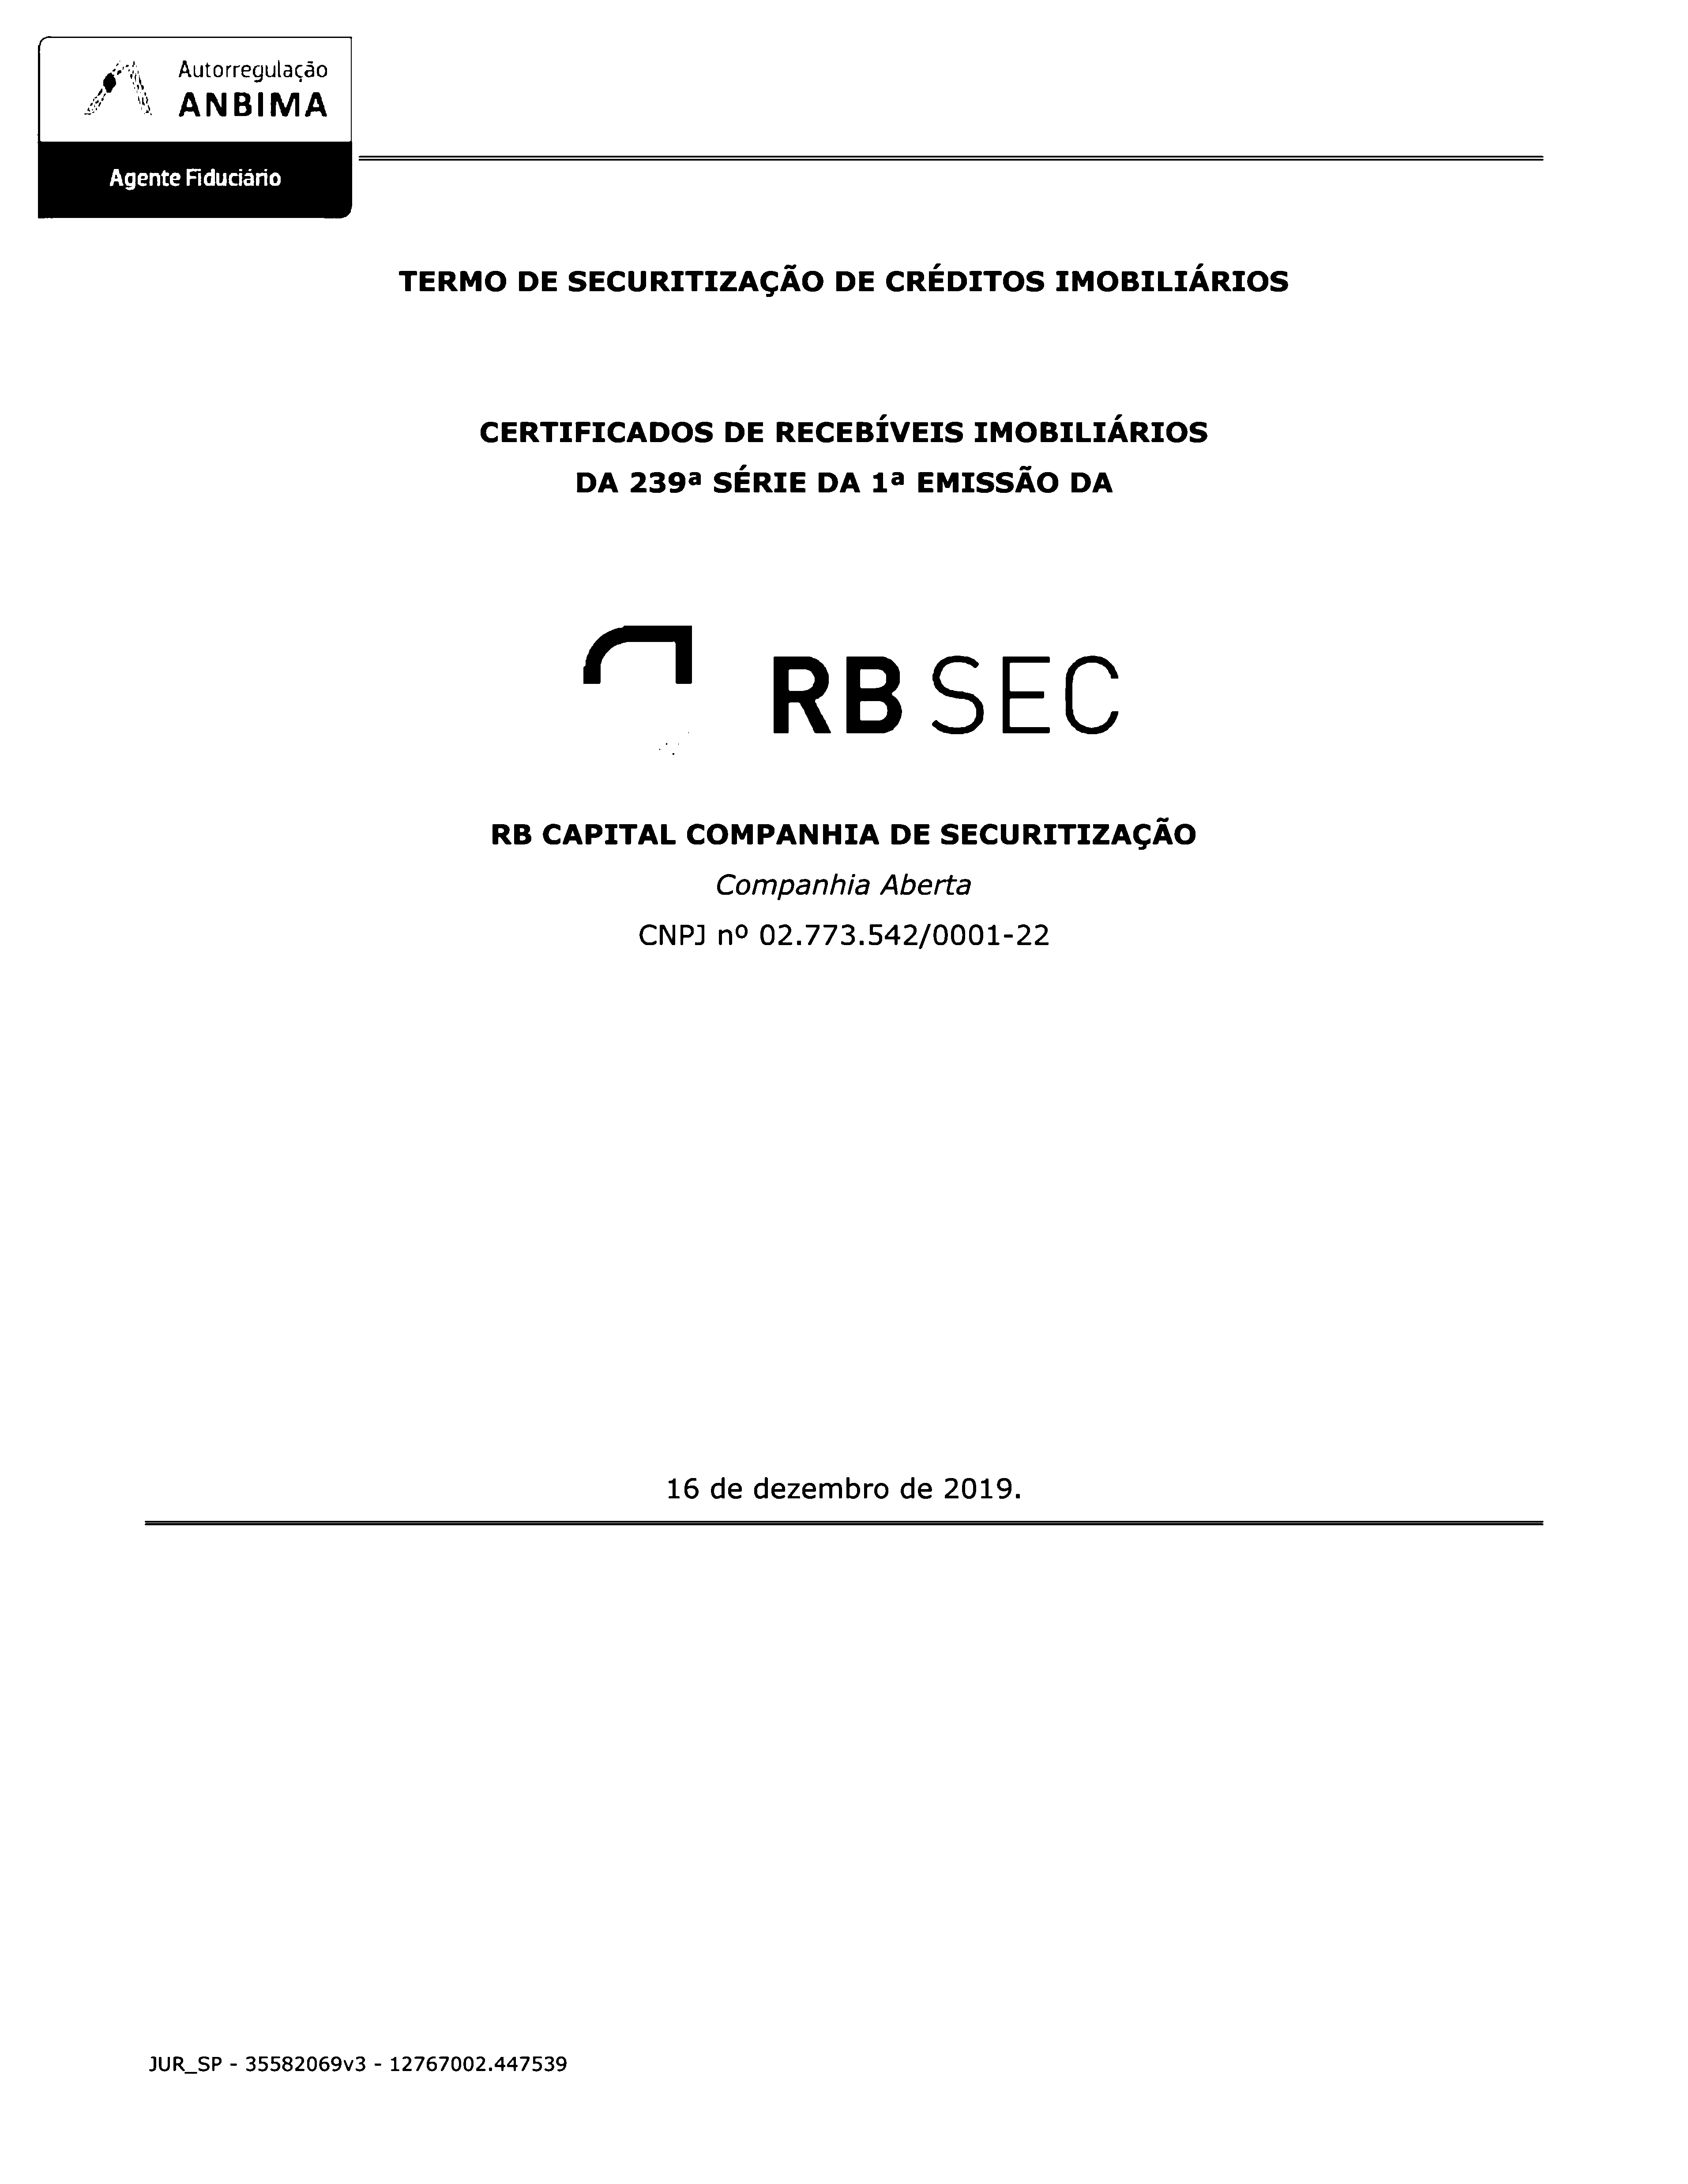 Autorregulação
ANBIMA
Agente Fiduciário
TERMO DE SECURITIZAÇÃO DE CRÉDITOS IMOBILIÁRIOS
CERTIFICADOS DE RECEBÍVEIS IMOBILIÁRIOS
DA 239ª SÉRIE DA 1ª EMISSÃO DA
RB SEC
RB CAPITAL COMPANHIA DE SECURITIZAÇÃO
Companhia Aberta
CNPJ nº 02.773.542/0001-22
16 de dezembro de 2019.
JUR_SP - 35582069v3 - 12767002.447539